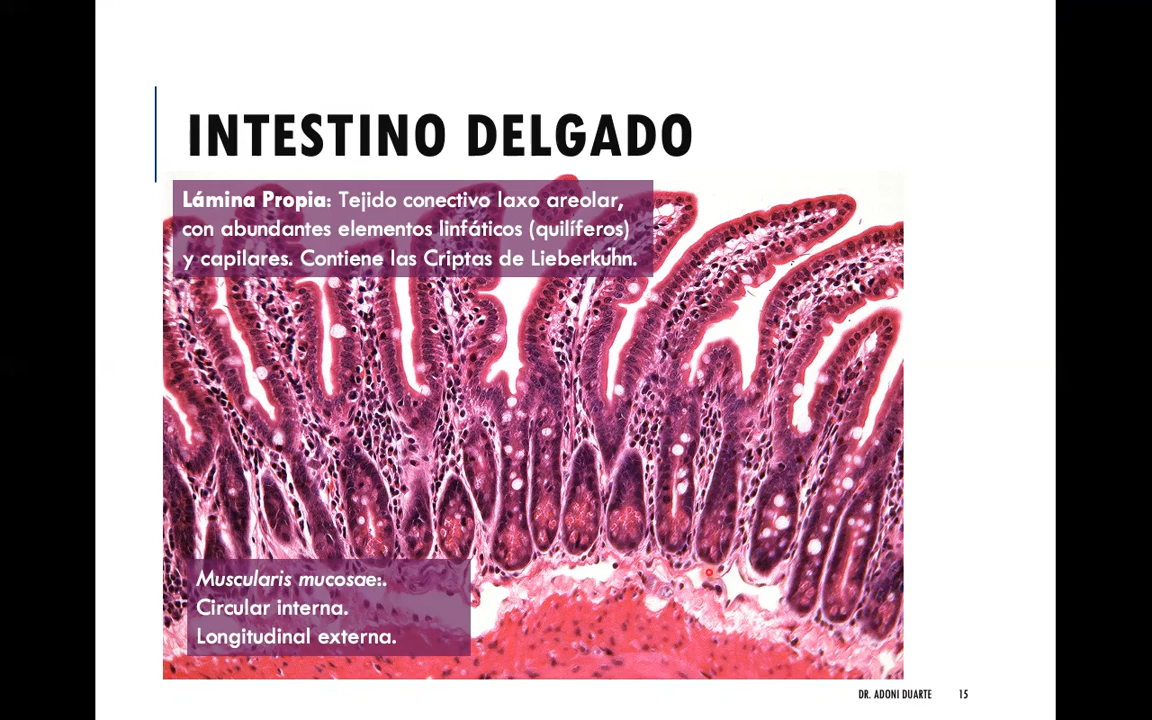 INTESTINO DELGADO
Lámina Propia: Tejido conectivo laxo areolar,
con abundantes elementos linfáticos (quilíferos)
y capilares. Contiene las Criptas de Lieberkuhn.
Muscularis mucosae:.
Circular interna.
Longitudinal externa.
DR. ADONI DUARTE 15